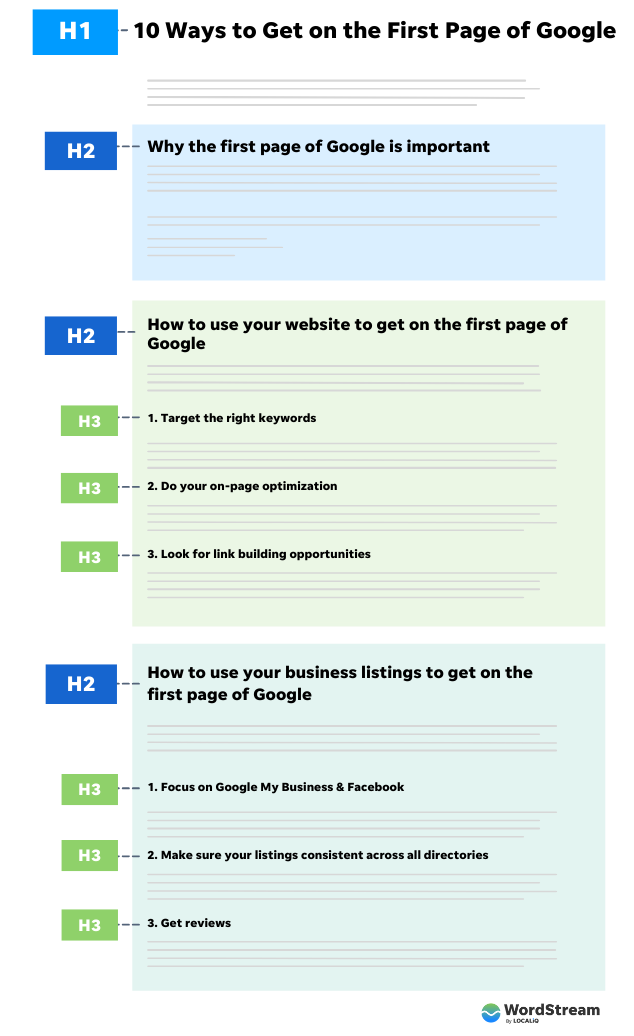 H1
10 Ways to Get on the First Page of Google
H2
Why the first page of Google is important
H2
How to use your website to get on the first page of
Google
H3
1. Target the right keywords
H3
2. Do your on-page optimization
H3
3. Look for link building opportunities
H2
How to use your business listings to get on the
first page of Google
H3
1. Focus on Google My Business & Facebook
H3
2. Make sure your listings consistent across all directories
H3
3. Get reviews
WordStream
By LOCALiQ